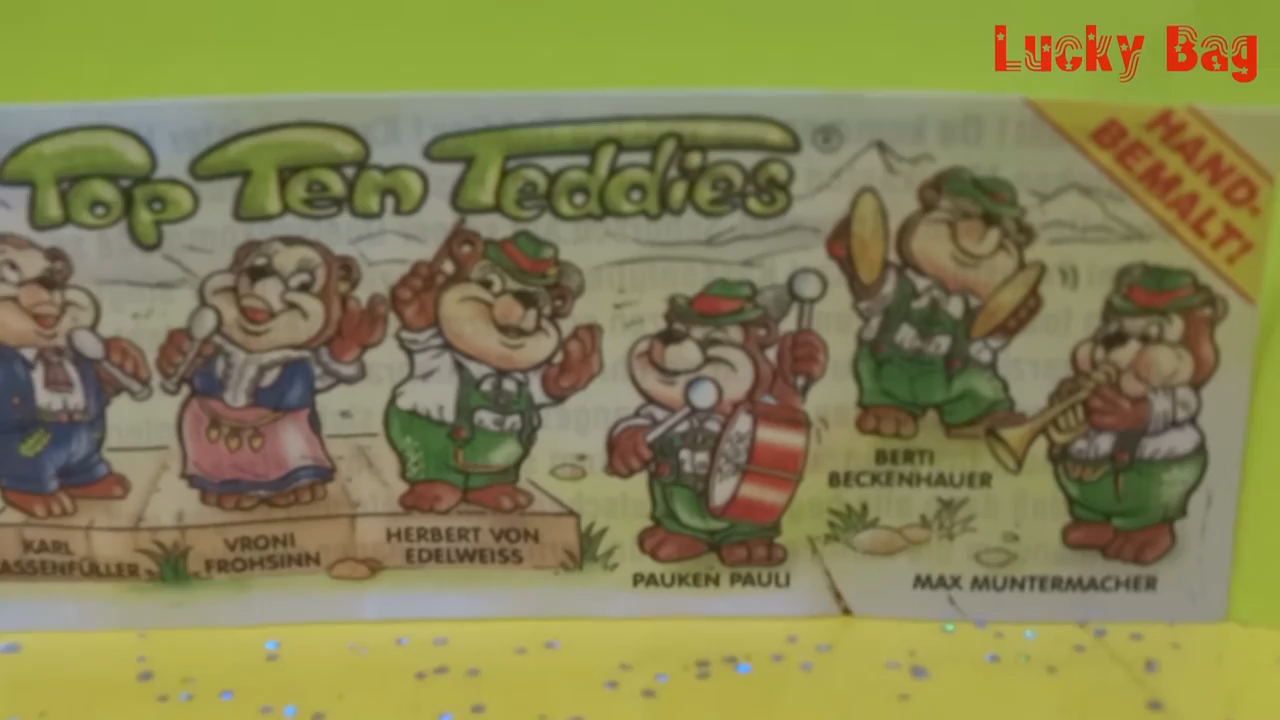 Lucky Bag
Top Ten Teddies ®
HAND-
BEMALT!
KARL
ASSENFÜLLER
VRONI
FROHSINN
HERBERT VON
EDELWEISS
PAUKEN PAULI
BERTI
BECKENHAUER
MAX MUNTERMACHER